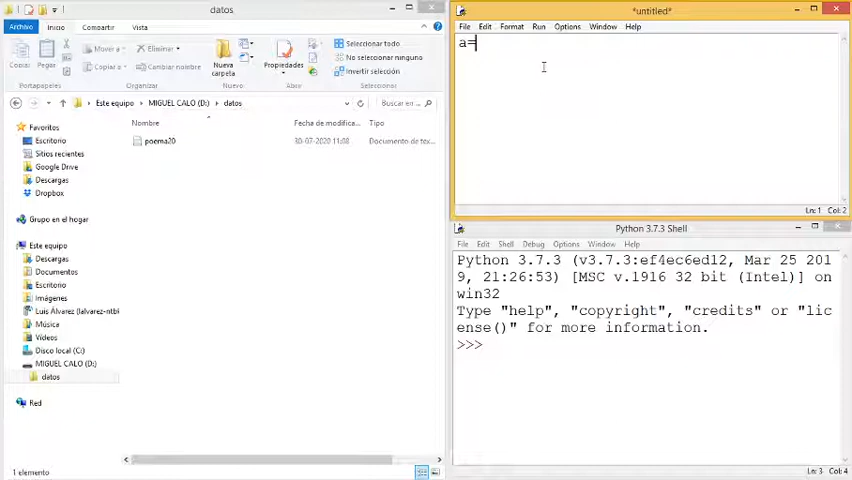 datos
Archivo Inicio Compartir Vista
Copiar Pegar
Mover a Eliminar
Copiar a Cambiar nombre
Nueva carpeta
Propiedades
Seleccionar todo
No seleccionar ninguno
Invertir selección
Portapapeles Organizar Nuevo Abrir Seleccionar
Este equipo MIGUEL CALO (D:) datos
Buscar en ...
Nombre Fecha de modifica... Tipo
poema20 30-07-2020 11:08 Documento de tex
Favoritos
Escritorio
Sitios recientes
Google Drive
Descargas
Dropbox
Grupo en el hogar
Este equipo
Descargas
Documentos
Escritorio
Imágenes
Luis Álvarez (lalvarez-ntbl
Música
Vídeos
Disco local (C:)
MIGUEL CALO (D:)
datos
Red
1 elemento
*untitled*
File Edit Format Run Options Window Help
a=
Ln: 1 Col: 2
Python 3.7.3 Shell
File Edit Shell Debug Options Window Help
Python 3.7.3 (v3.7.3:ef4ec6ed12, Mar 25 201
9, 21:26:53) [MSC v.1916 32 bit (Intel)] on
win32
Type "help", "copyright", "credits" or "lic
ense()" for more information.
>>>
Ln: 3 Col: 4